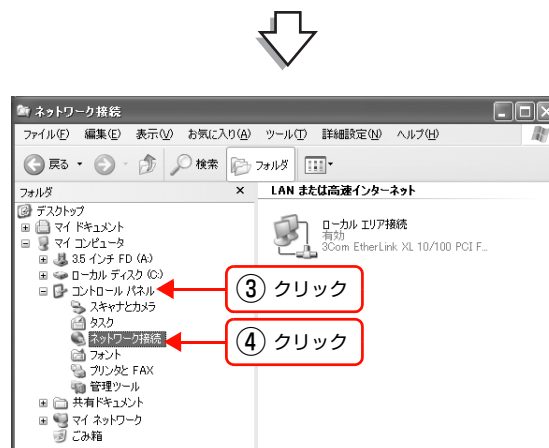 ネットワーク接続
ファイル(F) 編集(E) 表示(V) お気に入り(A) ツール(T) 詳細設定(N) ヘルプ(H)
戻る 検索 フォルダ
フォルダ ×
LAN または高速インターネット
デスクトップ
マイ ドキュメント
マイ コンピュータ
3.5 インチ FD (A:)
ローカル ディスク (C:)
コントロール パネル
スキャナとカメラ
タスク
ネットワーク接続
フォント
プリンタと FAX
管理ツール
共有ドキュメント
マイ ネットワーク
ごみ箱
ローカル エリア接続
有効
3Com EtherLink XL 10/100 PCI F...
③ クリック
④ クリック